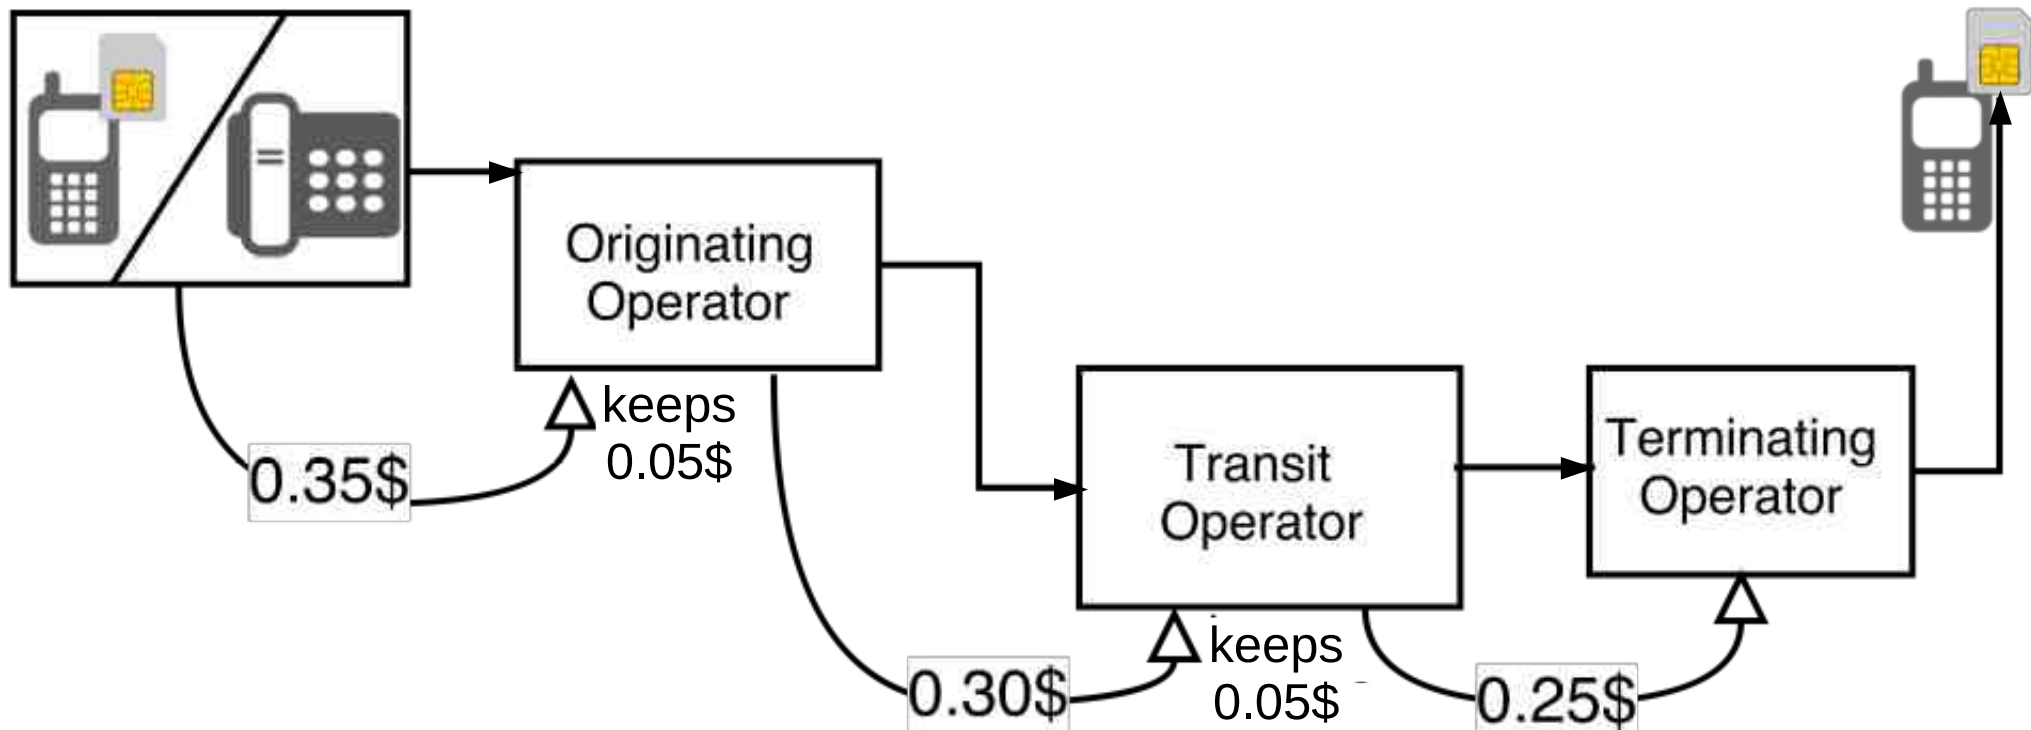 Originating
Operator
keeps
0.05$
0.35$
Transit
Operator
Terminating
Operator
keeps
0.05$
0.30$
0.25$